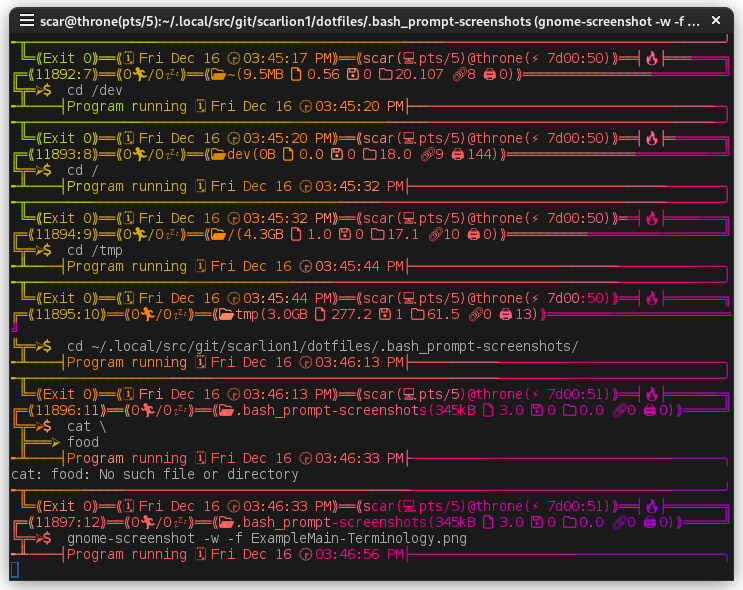 scar@throne(pts/5):~/.local/src/git/scarlion1/dotfiles/.bash_prompt-screenshots (gnome-screenshot -w -f ...
Exit 0 Fri Dec 16 03:45:17 PM scar(pts/5)@throne(⚡ 7d00:50)
11892:7 0/0 ~(9.5MB 0.56 0 20.107 8 0)
$ cd /dev
Program running Fri Dec 16 03:45:20 PM
Exit 0 Fri Dec 16 03:45:20 PM scar(pts/5)@throne(⚡ 7d00:50)
11893:8 0/0 dev(0B 0.0 0 18.0 9 144)
$ cd /
Program running Fri Dec 16 03:45:32 PM
Exit 0 Fri Dec 16 03:45:32 PM scar(pts/5)@throne(⚡ 7d00:50)
11894:9 0/0 /(4.3GB 1.0 0 17.1 10 0)
$ cd /tmp
Program running Fri Dec 16 03:45:44 PM
Exit 0 Fri Dec 16 03:45:44 PM scar(pts/5)@throne(⚡ 7d00:50)
11895:10 0/0 tmp(3.0GB 277.2 1 61.5 0 13)
$ cd ~/.local/src/git/scarlion1/dotfiles/.bash_prompt-screenshots/
Program running Fri Dec 16 03:46:13 PM
Exit 0 Fri Dec 16 03:46:13 PM scar(pts/5)@throne(⚡ 7d00:51)
11896:11 0/0 .bash_prompt-screenshots(345kB 3.0 0 0.0 0 0)
$ cat \
food
Program running Fri Dec 16 03:46:33 PM
cat: food: No such file or directory
Exit 0 Fri Dec 16 03:46:33 PM scar(pts/5)@throne(⚡ 7d00:51)
11897:12 0/0 .bash_prompt-screenshots(345kB 3.0 0 0.0 0 0)
$ gnome-screenshot -w -f ExampleMain-Terminology.png
Program running Fri Dec 16 03:46:56 PM